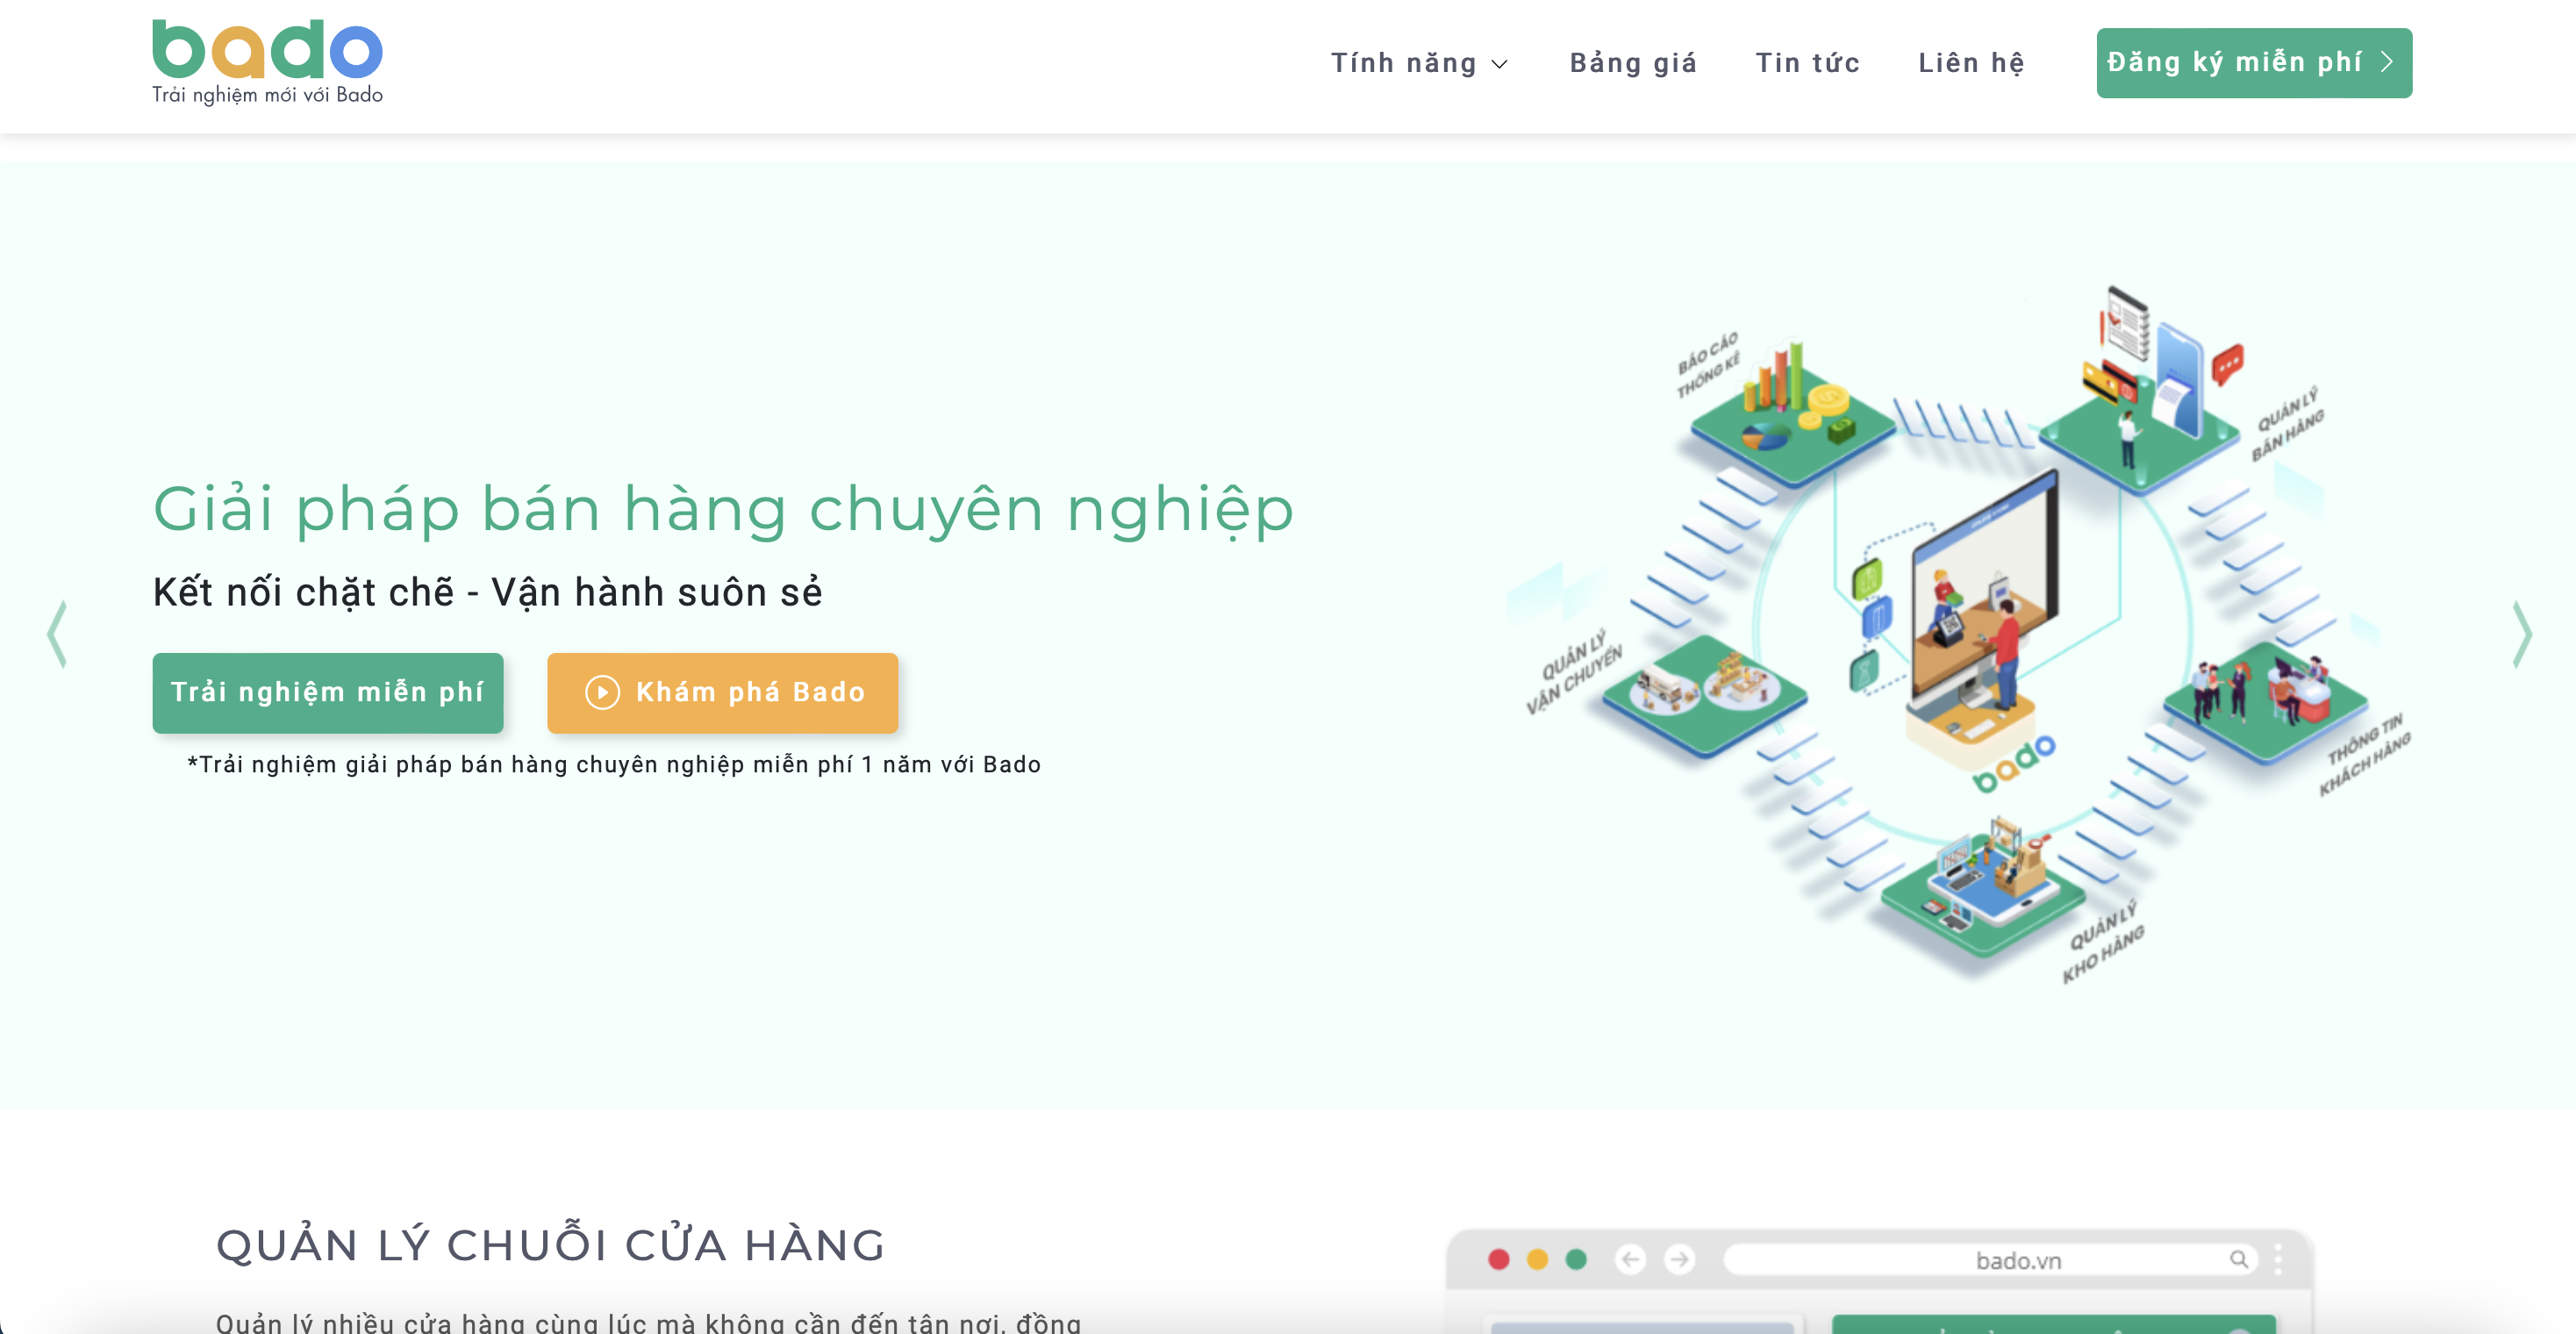 bado
Trải nghiệm mới với Bado
Tính năng
Bảng giá
Tin tức
Liên hệ
Đăng ký miễn phí
Giải pháp bán hàng chuyên nghiệp
Kết nối chặt chẽ - Vận hành suôn sẻ
Trải nghiệm miễn phí
Khám phá Bado
*Trải nghiệm giải pháp bán hàng chuyên nghiệp miễn phí 1 năm với Bado
BÁO CÁO
THỐNG KÊ
QUẢN LÝ
BÁN HÀNG
QUẢN LÝ
VẬN CHUYỂN
THÔNG TIN
KHÁCH HÀNG
bado
QUẢN LÝ
KHO HÀNG
QUẢN LÝ CHUỖI CỬA HÀNG
Quản lý nhiều cửa hàng cùng lúc mà không cần đến tận nơi, đồng
bado.vn